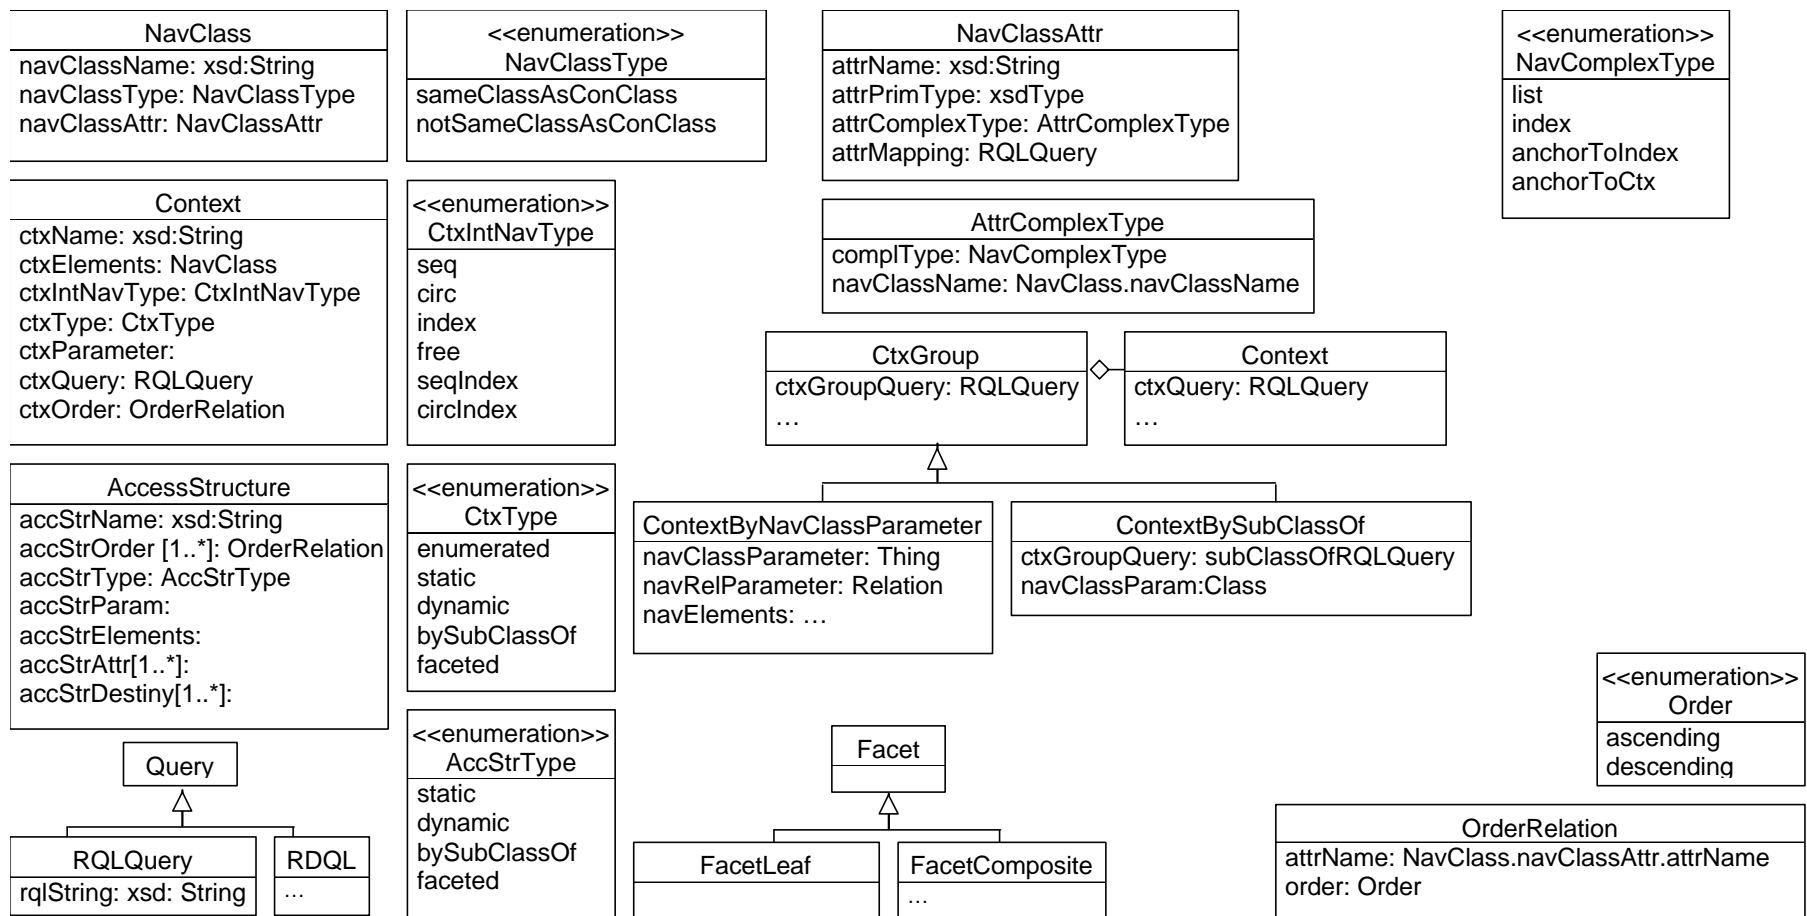 NavClass
navClassName: xsd:String
navClassType: NavClassType
navClassAttr: NavClassAttr
<<enumeration>>
NavClassType
sameClassAsConClass
notSameClassAsConClass
NavClassAttr
attrName: xsd:String
attrPrimType: xsdType
attrComplexType: AttrComplexType
attrMapping: RQLQuery
<<enumeration>>
NavComplexType
list
index
anchorToIndex
anchorToCtx
Context
ctxName: xsd:String
ctxElements: NavClass
ctxIntNavType: CtxIntNavType
ctxType: CtxType
ctxParameter:
ctxQuery: RQLQuery
ctxOrder: OrderRelation
<<enumeration>>
CtxIntNavType
seq
circ
index
free
seqIndex
circIndex
AttrComplexType
complType: NavComplexType
navClassName: NavClass.navClassName
CtxGroup
ctxGroupQuery: RQLQuery
…
Context
ctxQuery: RQLQuery
…
AccessStructure
accStrName: xsd:String
accStrOrder [1..*]: OrderRelation
accStrType: AccStrType
accStrParam:
accStrElements:
accStrAttr[1..*]:
accStrDestiny[1..*]:
<<enumeration>>
CtxType
enumerated
static
dynamic
bySubClassOf
faceted
ContextByNavClassParameter
navClassParameter: Thing
navRelParameter: Relation
navElements: …
ContextBySubClassOf
ctxGroupQuery: subClassOfRQLQuery
navClassParam:Class
<<enumeration>>
Order
ascending
descending
Query
RQLQuery
rqlString: xsd: String
RDQL
…
<<enumeration>>
AccStrType
static
dynamic
bySubClassOf
faceted
Facet
FacetLeaf
FacetComposite
…
OrderRelation
attrName: NavClass.navClassAttr.attrName
order: Order